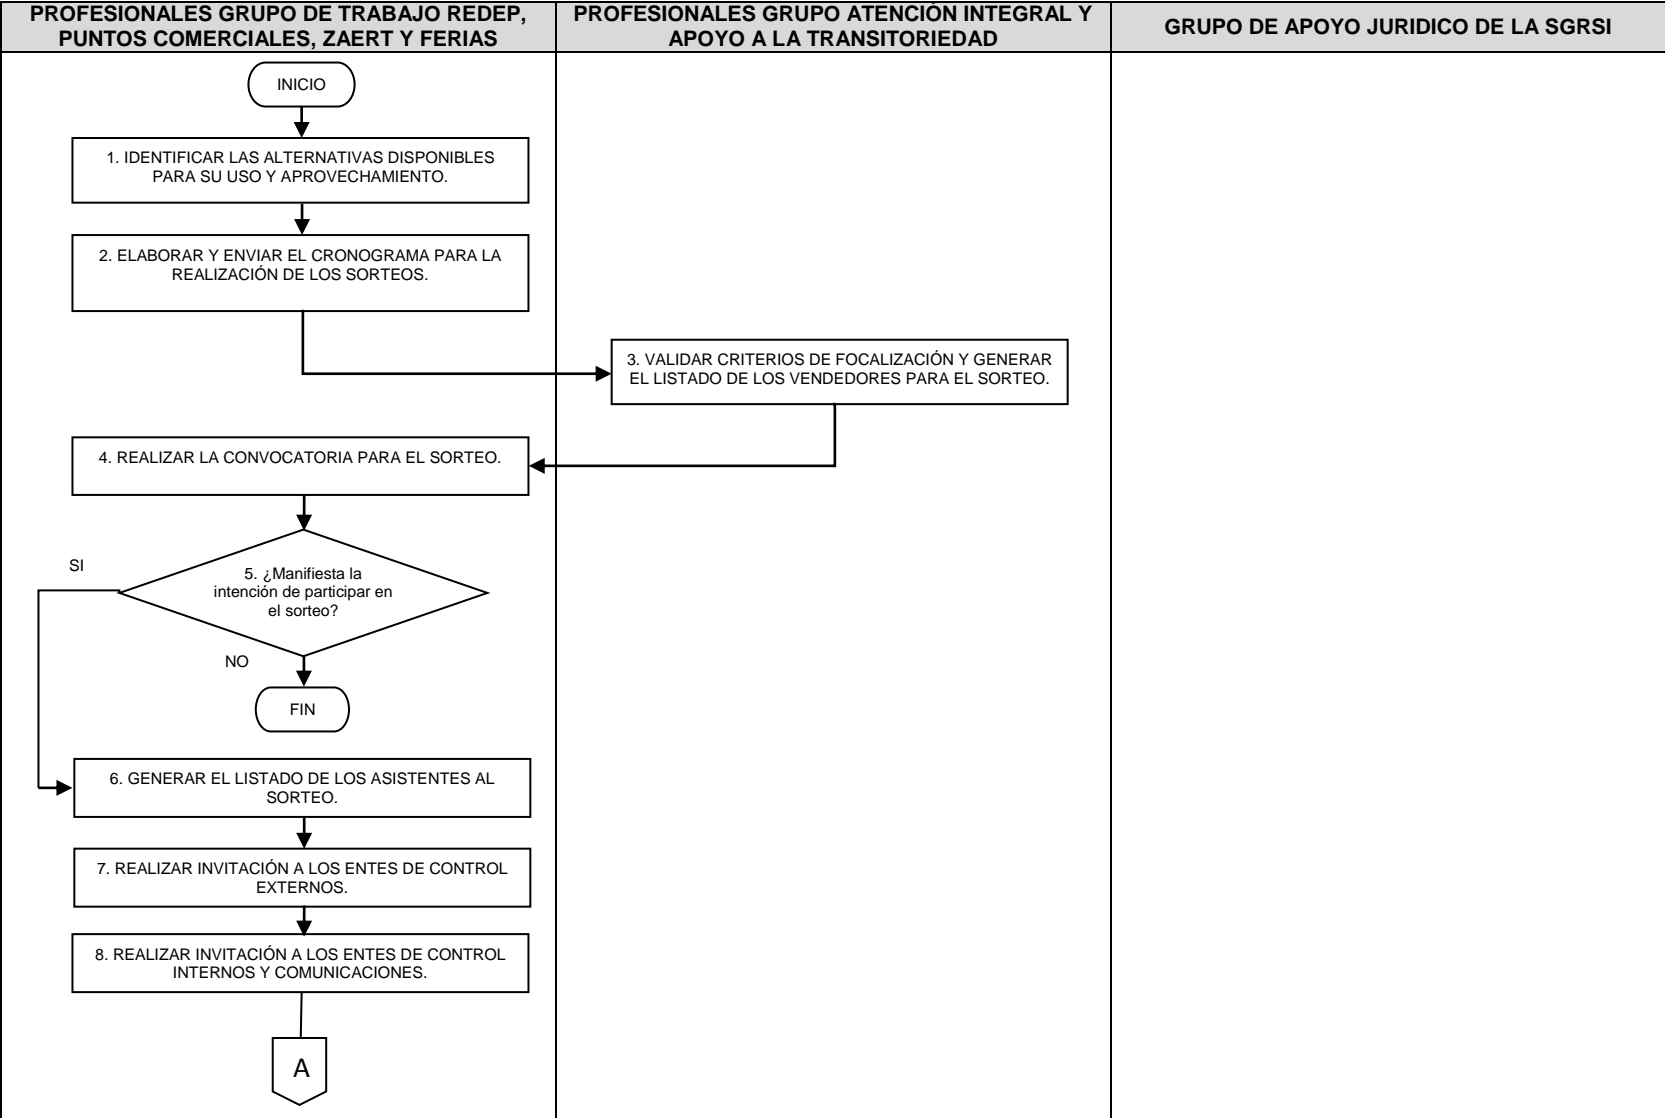 PROFESIONALES GRUPO DE TRABAJO REDEP,
PUNTOS COMERCIALES, ZAERT Y FERIAS
PROFESIONALES GRUPO ATENCIÓN INTEGRAL Y
APOYO A LA TRANSITORIEDAD
GRUPO DE APOYO JURIDICO DE LA SGRSI
INICIO
1. IDENTIFICAR LAS ALTERNATIVAS DISPONIBLES
PARA SU USO Y APROVECHAMIENTO.
2. ELABORAR Y ENVIAR EL CRONOGRAMA PARA LA
REALIZACIÓN DE LOS SORTEOS.
3. VALIDAR CRITERIOS DE FOCALIZACIÓN Y GENERAR
EL LISTADO DE LOS VENDEDORES PARA EL SORTEO.
4. REALIZAR LA CONVOCATORIA PARA EL SORTEO.
SI
5. ¿Manifiesta la
intención de participar en
el sorteo?
NO
FIN
6. GENERAR EL LISTADO DE LOS ASISTENTES AL
SORTEO.
7. REALIZAR INVITACIÓN A LOS ENTES DE CONTROL
EXTERNOS.
8. REALIZAR INVITACIÓN A LOS ENTES DE CONTROL
INTERNOS Y COMUNICACIONES.
A